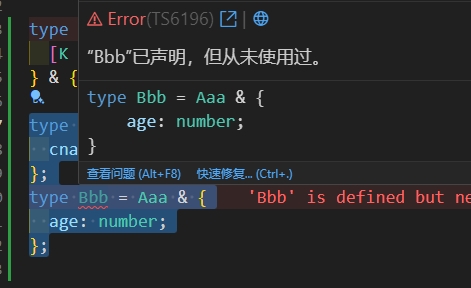 Error(TS6196)
"Bbb"已声明，但从未使用过。
type Bbb = Aaa & {
age: number;
}
查看问题 (Alt+F8) 快速修复... (Ctrl+.)
type
[K
} & {
type
cna
};
type Bbb = Aaa & { 'Bbb' is defined but ne
age: number;
};